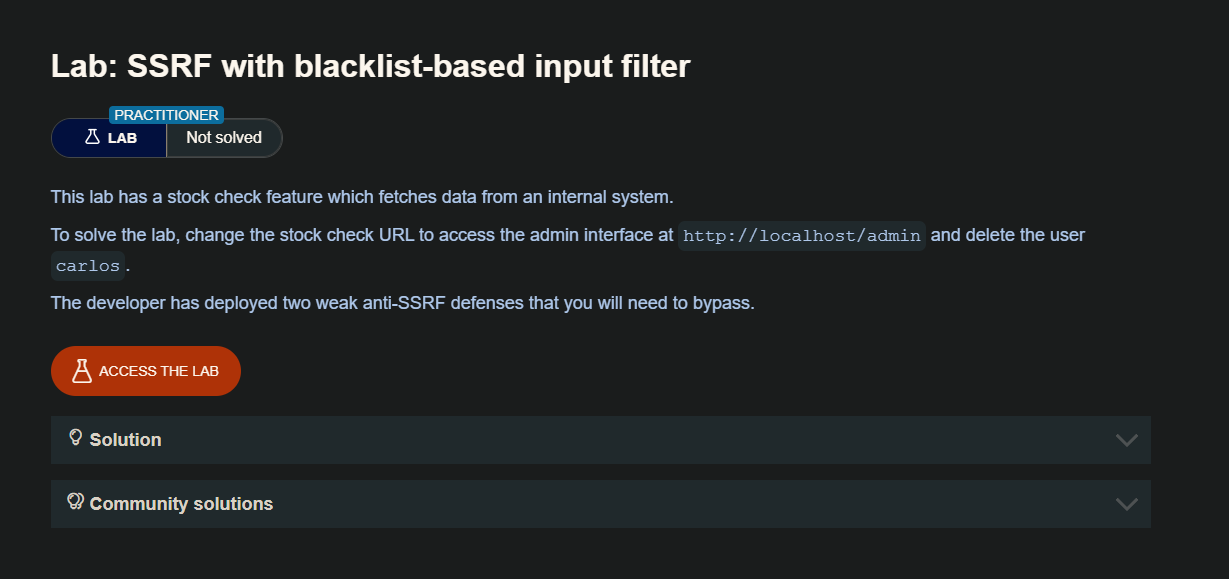 Lab: SSRF with blacklist-based input filter
PRACTITIONER
LAB
Not solved
This lab has a stock check feature which fetches data from an internal system.
To solve the lab, change the stock check URL to access the admin interface at http://localhost/admin and delete the user
carlos.
The developer has deployed two weak anti-SSRF defenses that you will need to bypass.
ACCESS THE LAB
Solution
Community solutions